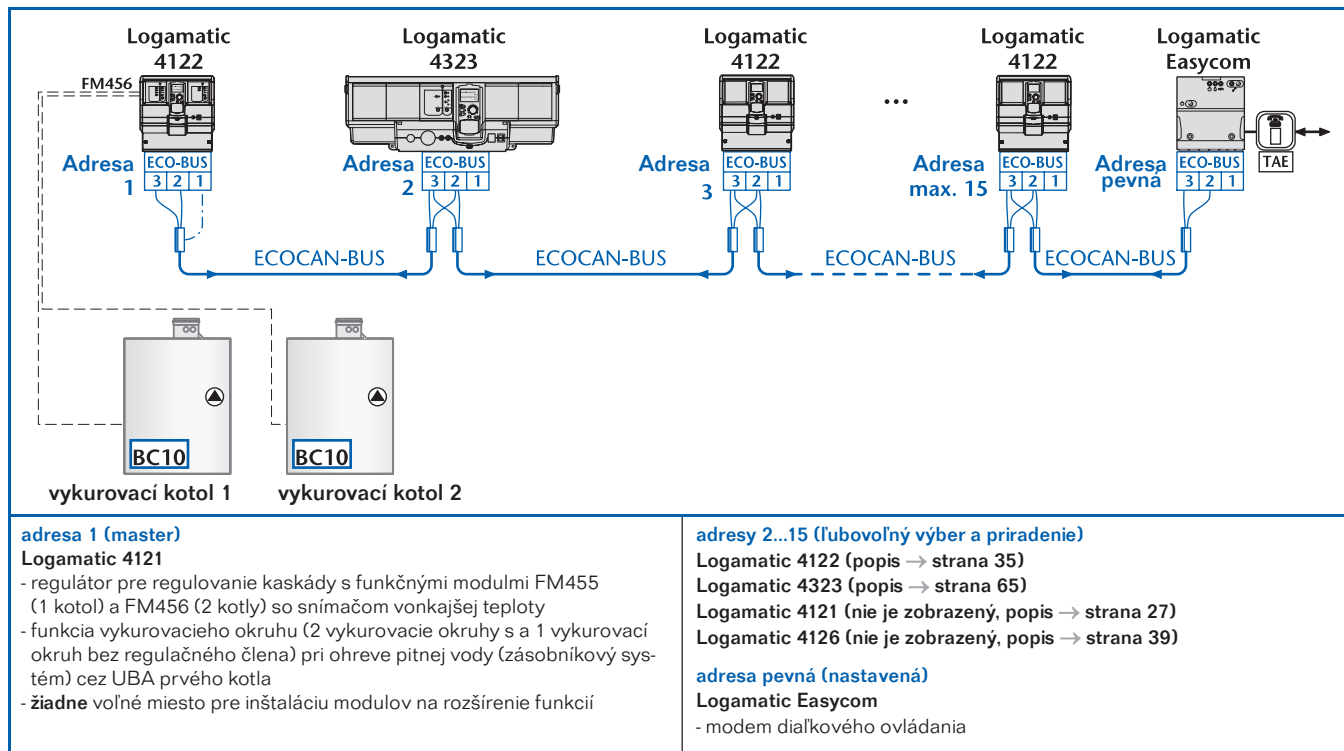 Logamatic 4122
Logamatic 4323
Logamatic 4122
...
Logamatic 4122
Logamatic Easycom
FM456
Adresa 1
ECO-BUS
3 2 1
Adresa 2
ECO-BUS
3 2 1
Adresa 3
ECO-BUS
3 2 1
Adresa max. 15
ECO-BUS
3 2 1
Adresa pevná
ECO-BUS
3 2 1
TAE
ECOCAN-BUS
ECOCAN-BUS
ECOCAN-BUS
ECOCAN-BUS
BC10
BC10
vykurovací kotol 1
vykurovací kotol 2
adresa 1 (master)
Logamatic 4121
- regulátor pre regulovanie kaskády s funkčnými modulmi FM455
(1 kotol) a FM456 (2 kotly) so snímačom vonkajšej teploty
- funkcia vykurovacieho okruhu (2 vykurovacie okruhy s a 1 vykurovací
okruh bez regulačného člena) pri ohreve pitnej vody (zásobníkový sys-
tém) cez UBA prvého kotla
- žiadne voľné miesto pre inštaláciu modulov na rozšírenie funkcií
adresy 2...15 (ľubovoľný výber a priradenie)
Logamatic 4122 (popis → strana 35)
Logamatic 4323 (popis → strana 65)
Logamatic 4121 (nie je zobrazený, popis → strana 27)
Logamatic 4126 (nie je zobrazený, popis → strana 39)
adresa pevná (nastavená)
Logamatic Easycom
- modem diaľkového ovládania